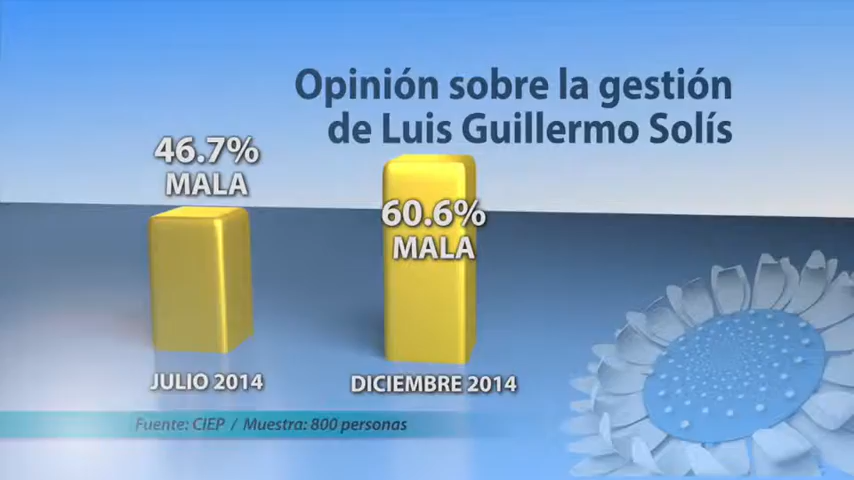 Opinión sobre la gestión
de Luis Guillermo Solís
46.7%
MALA
60.6%
MALA
JULIO 2014
DICIEMBRE 2014
Fuente: CIEP / Muestra: 800 personas